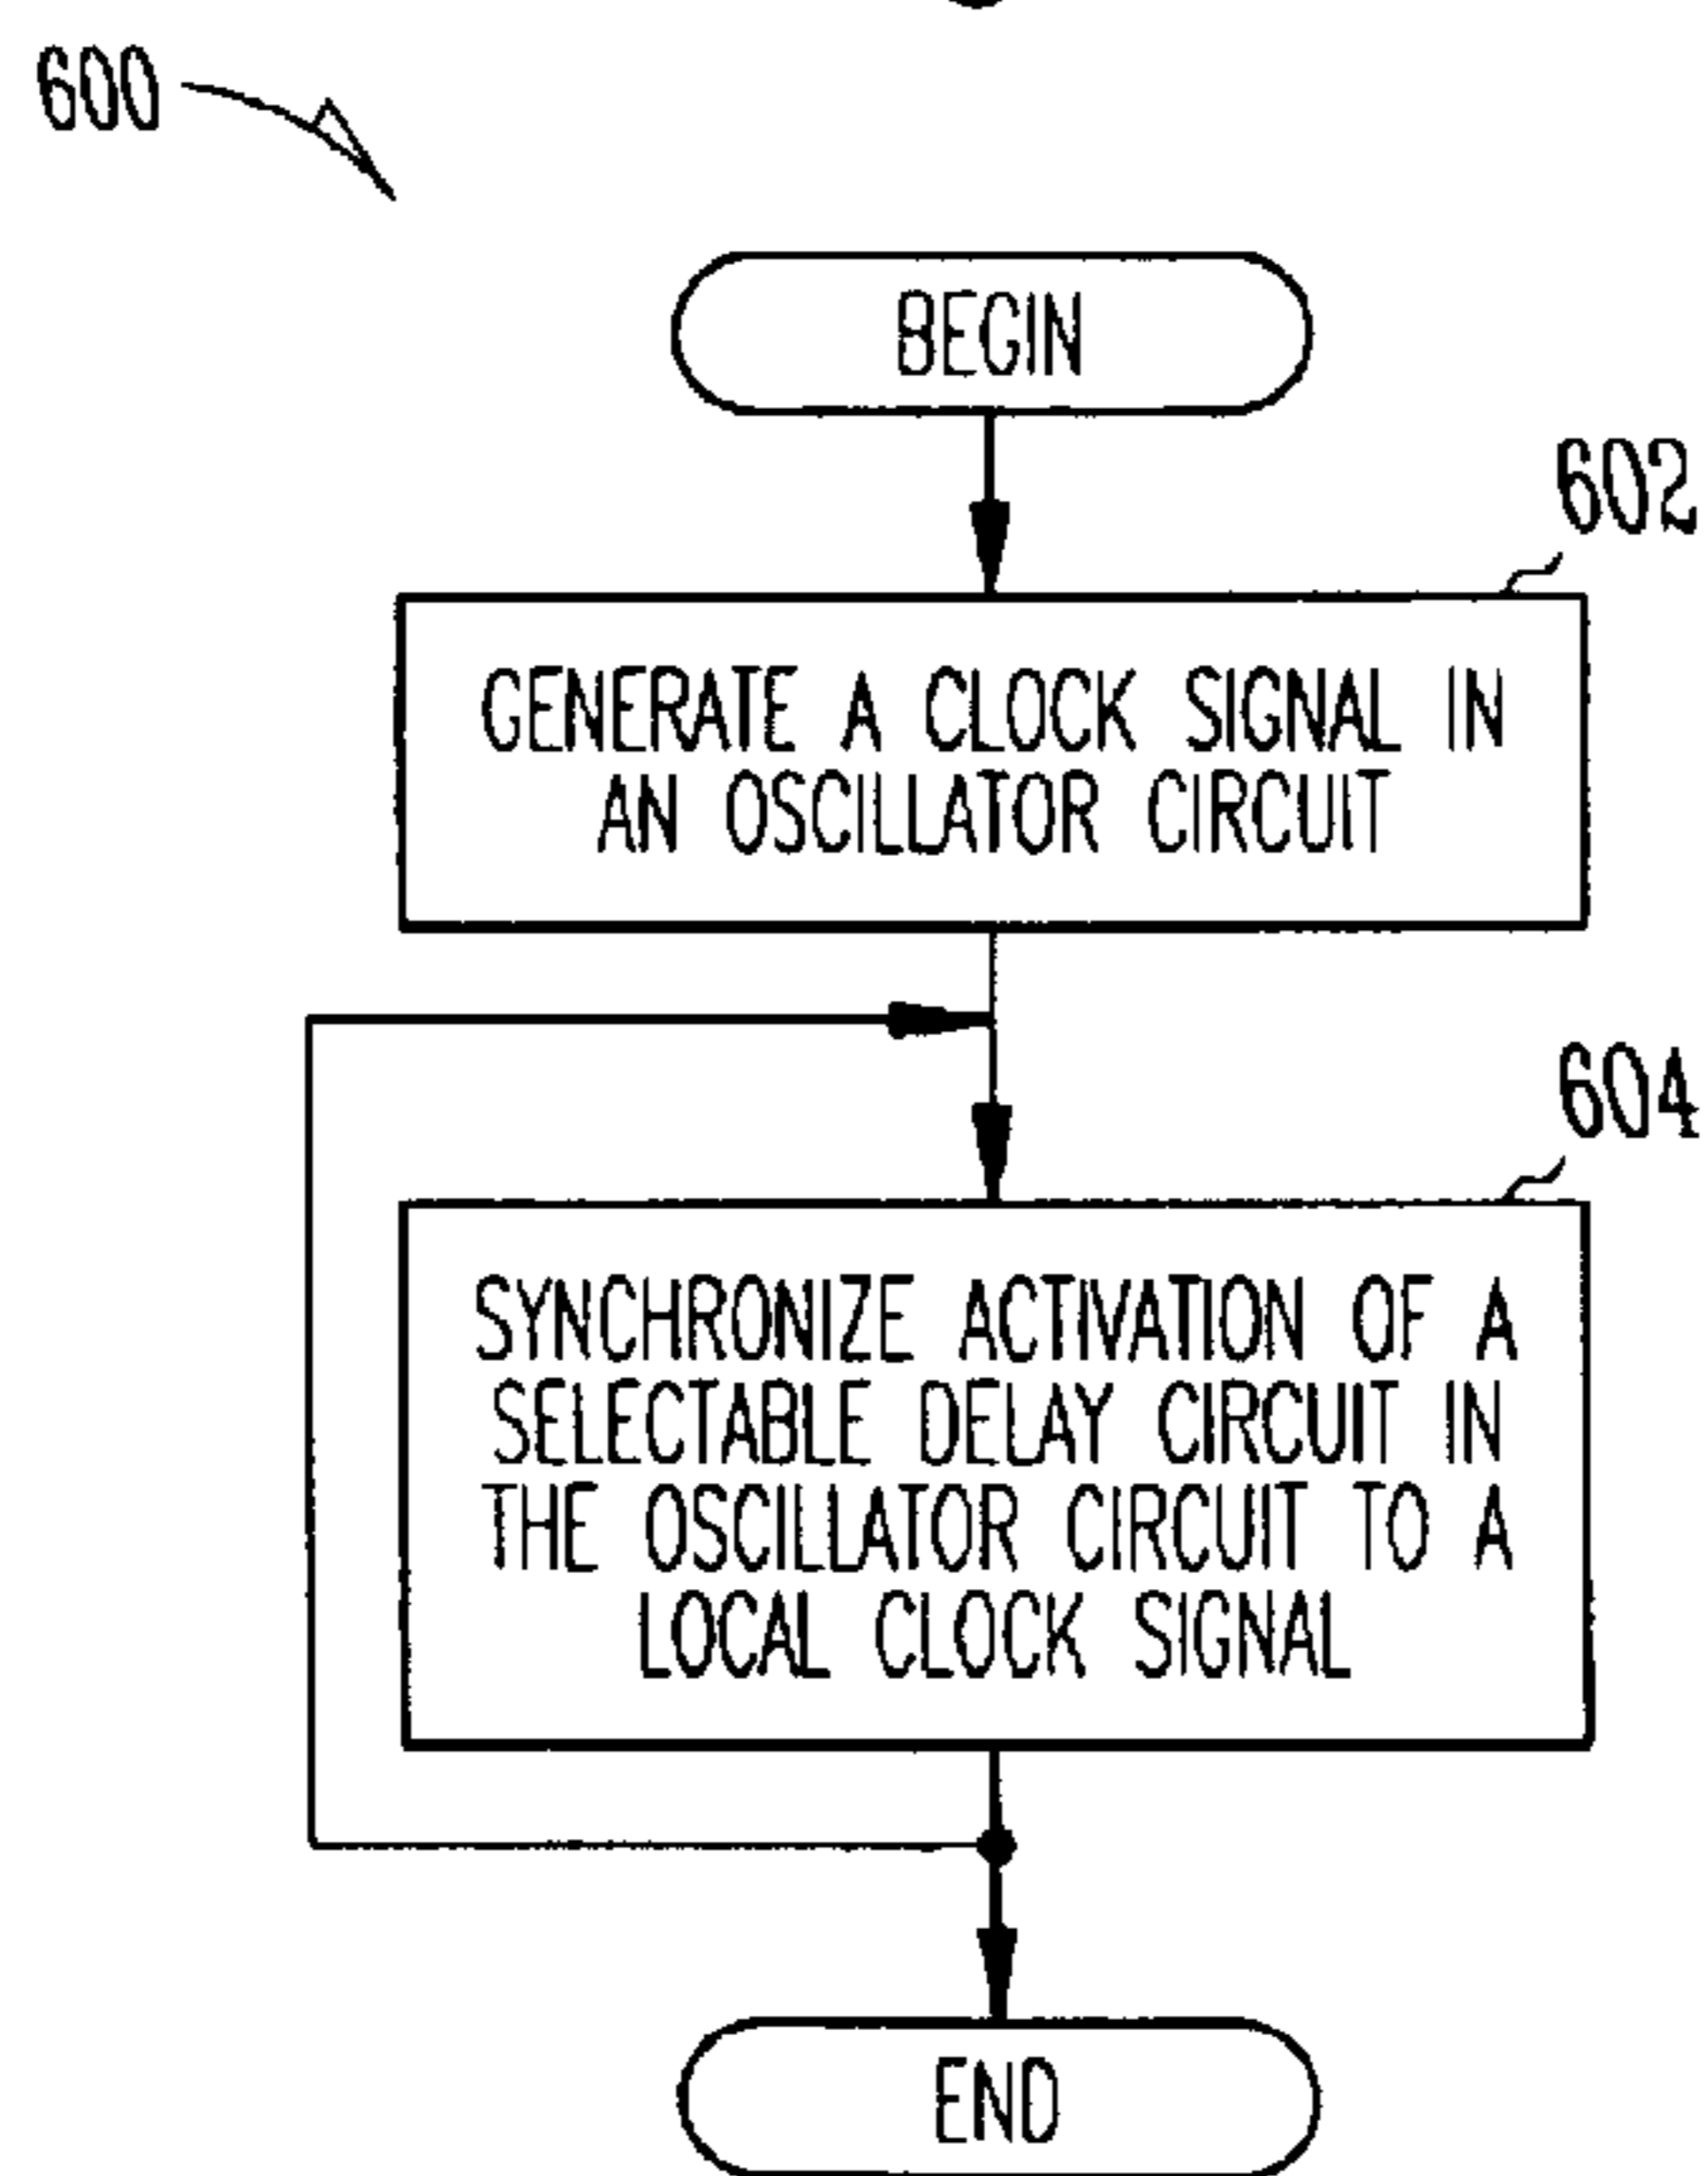 600
BEGIN
602
GENERATE A CLOCK SIGNAL IN
AN OSCILLATOR CIRCUIT
604
SYNCHRONIZE ACTIVATION OF A
SELECTABLE DELAY CIRCUIT IN
THE OSCILLATOR CIRCUIT TO A
LOCAL CLOCK SIGNAL
END